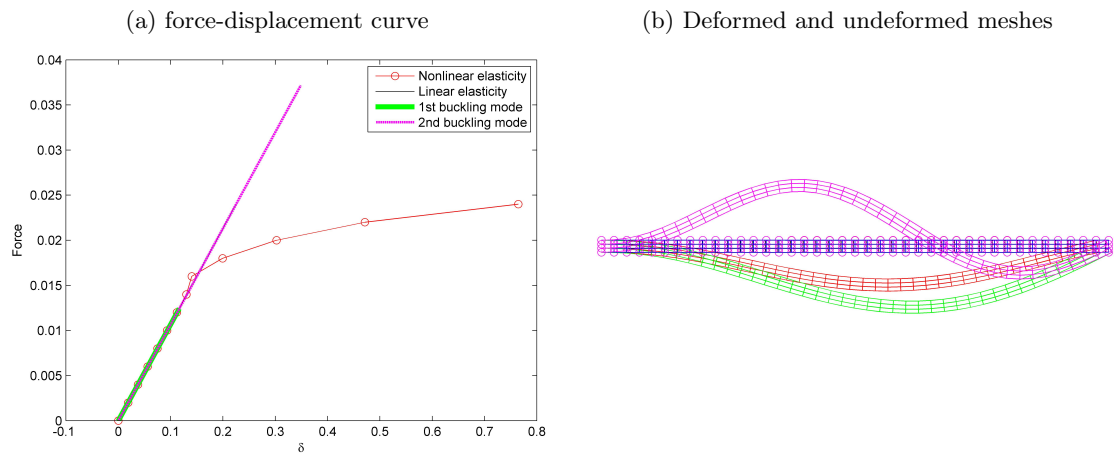 (a) force-displacement curve
0.04
0.035
0.03
0.025
0.02
0.015
0.01
0.005
0
-0.1
0
0.1
0.2
0.3
0.4
0.5
0.6
0.7
0.8
Force
δ
Nonlinear elasticity
Linear elasticity
1st buckling mode
2nd buckling mode
(b) Deformed and undeformed meshes